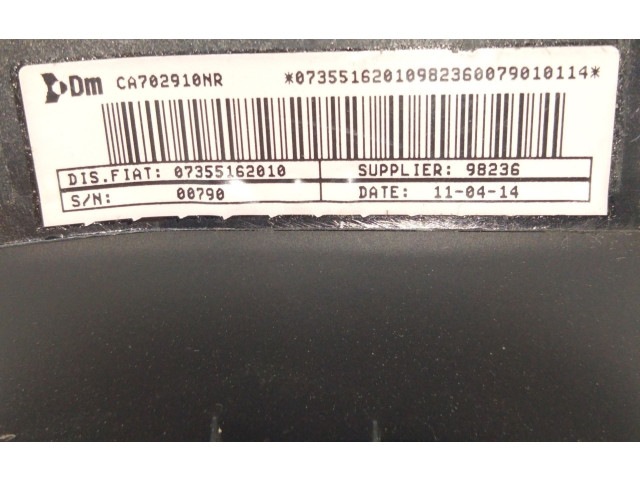 Dm CA702910NR *07355162010982360079010114*
DIS.FIAT: 07355162010 SUPPLIER: 98236
S/N: 00790 DATE: 11-04-14